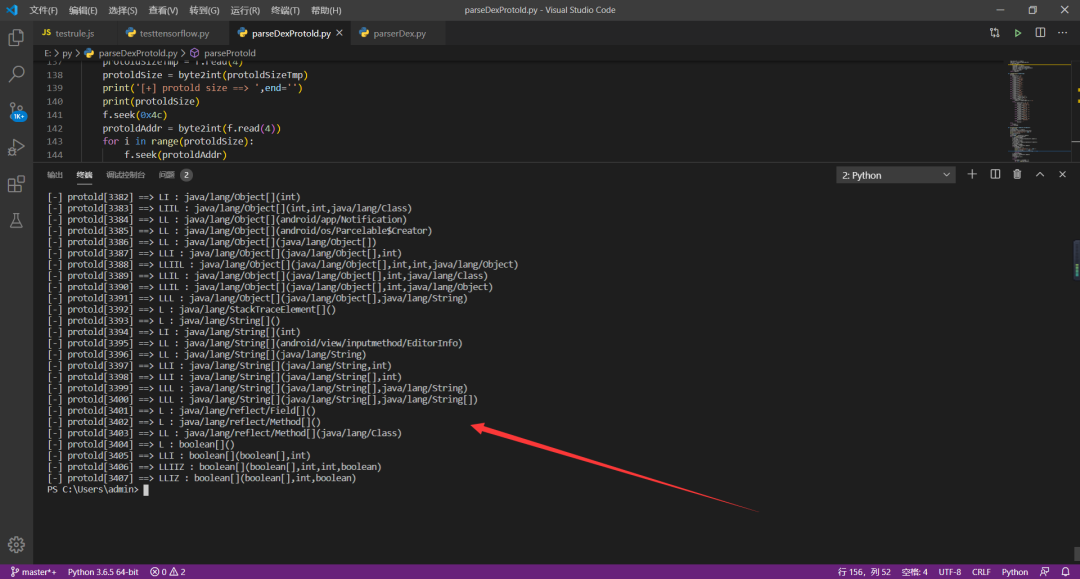 文件(F) 编辑(E) 选择(S) 查看(V) 转到(G) 运行(R) 终端(T) 帮助(H) parseDexProtoId.py - Visual Studio Code
JS testrule.js testtensorflow.py parseDexProtoId.py parserDex.py
E: > py > parseDexProtoId.py > parseProtoId
137 protoIdSizeTmp = f.read(4)
138 protoIdSize = byte2int(protoIdSizeTmp)
139 print('[+] protoId size ==> ',end='')
140 print(protoIdSize)
141 f.seek(0x4c)
142 protoIdAddr = byte2int(f.read(4))
143 for i in range(protoIdSize):
144 f.seek(protoIdAddr)
1K+
输出 终端 调试控制台 问题 2 2: Python
[-] protoId[3382] ==> LI : java/lang/Object[](int)
[-] protoId[3383] ==> LIIL : java/lang/Object[](int,int,java/lang/Class)
[-] protoId[3384] ==> LL : java/lang/Object[](android/app/Notification)
[-] protoId[3385] ==> LL : java/lang/Object[](android/os/Parcelable$Creator)
[-] protoId[3386] ==> LL : java/lang/Object[](java/lang/Object[])
[-] protoId[3387] ==> LLI : java/lang/Object[](java/lang/Object[],int)
[-] protoId[3388] ==> LLIIL : java/lang/Object[](java/lang/Object[],int,int,java/lang/Object)
[-] protoId[3389] ==> LLIL : java/lang/Object[](java/lang/Object[],int,java/lang/Class)
[-] protoId[3390] ==> LLIL : java/lang/Object[](java/lang/Object[],int,java/lang/Object)
[-] protoId[3391] ==> LLL : java/lang/Object[](java/lang/Object[],java/lang/String)
[-] protoId[3392] ==> L : java/lang/StackTraceElement[]()
[-] protoId[3393] ==> L : java/lang/String[]()
[-] protoId[3394] ==> LI : java/lang/String[](int)
[-] protoId[3395] ==> LL : java/lang/String[](android/view/inputmethod/EditorInfo)
[-] protoId[3396] ==> LL : java/lang/String[](java/lang/String)
[-] protoId[3397] ==> LLI : java/lang/String[](java/lang/String,int)
[-] protoId[3398] ==> LLI : java/lang/String[](java/lang/String[],int)
[-] protoId[3399] ==> LLL : java/lang/String[](java/lang/String[],java/lang/String)
[-] protoId[3400] ==> LLL : java/lang/String[](java/lang/String[],java/lang/String[])
[-] protoId[3401] ==> L : java/lang/reflect/Field[]()
[-] protoId[3402] ==> L : java/lang/reflect/Method[]()
[-] protoId[3403] ==> LL : java/lang/reflect/Method[](java/lang/Class)
[-] protoId[3404] ==> L : boolean[]()
[-] protoId[3405] ==> LLI : boolean[](boolean[],int)
[-] protoId[3406] ==> LLIIZ : boolean[](boolean[],int,int,boolean)
[-] protoId[3407] ==> LLIZ : boolean[](boolean[],int,boolean)
PS C:\Users\admin>
master*+ Python 3.6.5 64-bit 0 2 行 156，列 52 空格: 4 UTF-8 CRLF Python